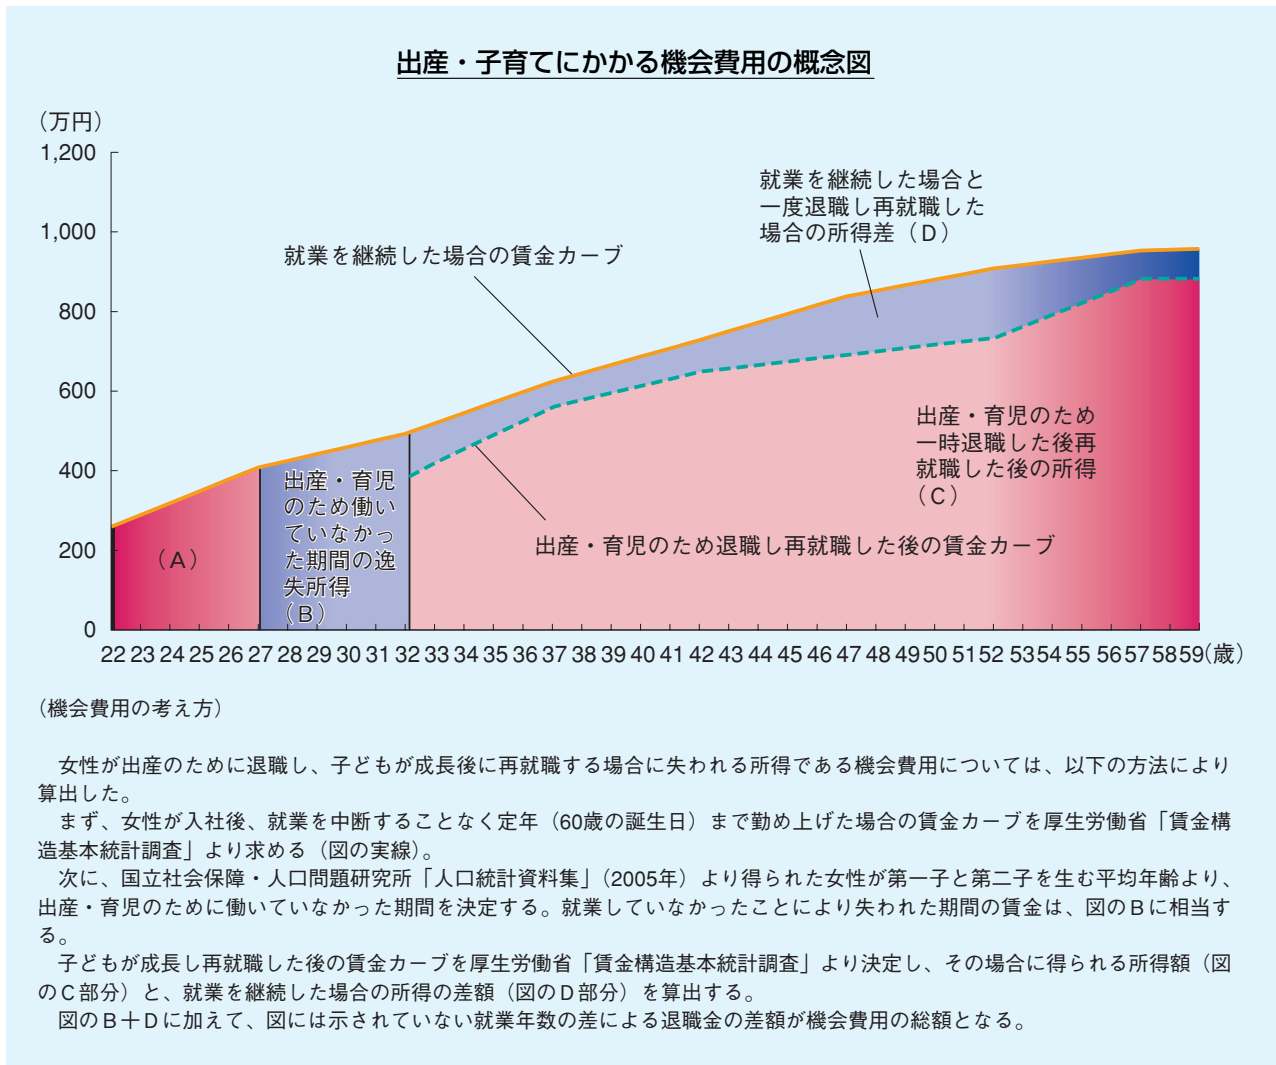 出産・子育てにかかる機会費用の概念図
（万円）
1,200
1,000
800
600
400
200
0
就業を継続した場合の賃金カーブ
就業を継続した場合と
一度退職し再就職した
場合の所得差（Ｄ）
（Ａ）
出産・育児
のため働い
ていなかっ
た期間の逸
失所得
（Ｂ）
出産・育児のため
一時退職した後再
就職した後の所得
（Ｃ）
出産・育児のため退職し再就職した後の賃金カーブ
22 23 24 25 26 27 28 29 30 31 32 33 34 35 36 37 38 39 40 41 42 43 44 45 46 47 48 49 50 51 52 53 54 55 56 57 58 59(歳）
（機会費用の考え方）
女性が出産のために退職し、子どもが成長後に再就職する場合に失われる所得である機会費用については、以下の方法により
算出した。
まず、女性が入社後、就業を中断することなく定年（60歳の誕生日）まで勤め上げた場合の賃金カーブを厚生労働省「賃金構
造基本統計調査」より求める（図の実線）。
次に、国立社会保障・人口問題研究所「人口統計資料集」（2005年）より得られた女性が第一子と第二子を生む平均年齢より、
出産・育児のために働いていなかった期間を決定する。就業していなかったことにより失われた期間の賃金は、図のＢに相当す
る。
子どもが成長し再就職した後の賃金カーブを厚生労働省「賃金構造基本統計調査」より決定し、その場合に得られる所得額（図
のＣ部分）と、就業を継続した場合の所得の差額（図のＤ部分）を算出する。
図のＢ＋Ｄに加えて、図には示されていない就業年数の差による退職金の差額が機会費用の総額となる。